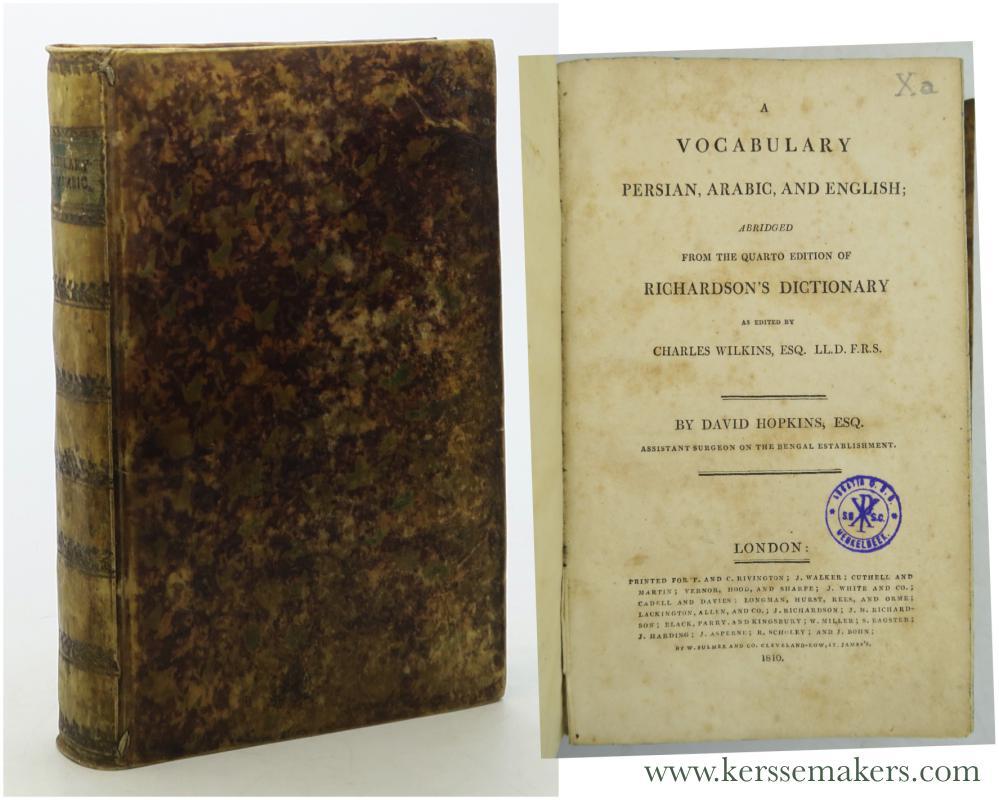 Xa
A
VOCABULARY
PERSIAN, ARABIC, AND ENGLISH;
ABRIDGED
FROM THE QUARTO EDITION OF
RICHARDSON'S DICTIONARY
AS EDITED BY
CHARLES WILKINS, ESQ. LL.D. F.R.S.
BY DAVID HOPKINS, ESQ.
ASSISTANT SURGEON ON THE BENGAL ESTABLISHMENT.
S.H. S.C.
MERKELBEEK.
LONDON:
PRINTED FOR F. AND C. RIVINGTON; J. WALKER; CUTHELL AND
MARTIN; VERNOR, HOOD, AND SHARPE; J. WHITE AND CO.;
CADELL AND DAVIES; LONGMAN, HURST, REES, AND ORME;
LACKINGTON, ALLEN, AND CO.; J. RICHARDSON; J. M. RICHARD-
SON; BLACK, PARRY, AND KINGSBURY; W. MILLER; S. BAGSTER;
J. HARDING; J. ASPERNE; R. SCHOLEY; AND J. BOHN;
BY W. BULMER AND CO. CLEVELAND-ROW, ST. JAMES'S.
1810.
www.kerssemakers.com